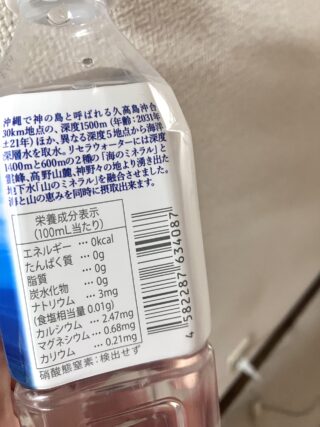 沖縄で神の島と呼ばれる久高島沖合
30km地点の、深度1500m（年齢：2031年
±21年）ほか、異なる深度5地点から海洋
深層水を取水。リセラウォーターには深度
1400mと600mの2種「海のミネラル」と
霊峰、高野山麓、神野々の地より湧き出た
地下水「山のミネラル」を融合させました。
海と山の恵みを同時に摂取出来ます。
栄養成分表示
（100mL当たり）
エネルギー … 0kcal
たんぱく質 … 0g
脂質 … 0g
炭水化物 … 0g
ナトリウム … 3mg
（食塩相当量 0.01g）
カルシウム … 2.47mg
マグネシウム … 0.68mg
カリウム … 0.21mg
硝酸態窒素：検出せず
4 582287 634087